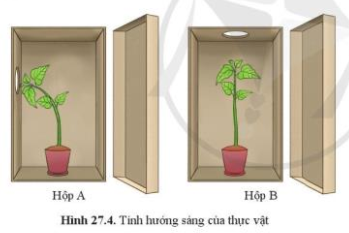 Hộp A
Hộp B
Hình 27.4. Tính hướng sáng của thực vật